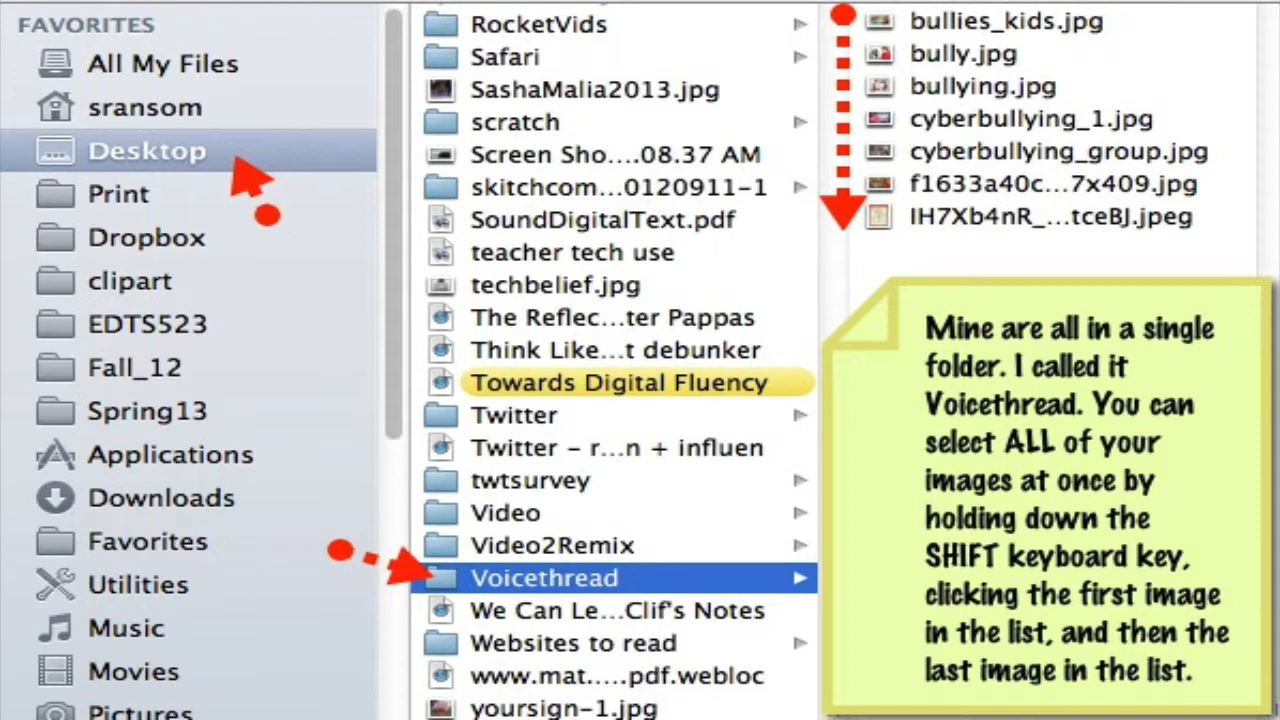 FAVORITES
All My Files
sransom
Desktop
Print
Dropbox
clipart
EDTS523
Fall_12
Spring13
Applications
Downloads
Favorites
Utilities
Music
Movies
Pictures
RocketVids
Safari
SashaMalia2013.jpg
scratch
Screen Sho....08.37 AM
skitchcom...0120911-1
SoundDigitalText.pdf
teacher tech use
techbelief.jpg
The Reflec...ter Pappas
Think Like...t debunker
Towards Digital Fluency
Twitter
Twitter - r...n + influen
twtsurvey
Video
Video2Remix
Voicethread
We Can Le...Clif's Notes
Websites to read
www.mat.....pdf.webloc
yoursign-1.jpg
bullies_kids.jpg
bully.jpg
bullying.jpg
cyberbullying_1.jpg
cyberbullying_group.jpg
f1633a40c...7x409.jpg
IH7Xb4nR_...tceBJ.jpeg
Mine are all in a single
folder. I called it
Voicethread. You can
select ALL of your
images at once by
holding down the
SHIFT keyboard key,
clicking the first image
in the list, and then the
last image in the list.